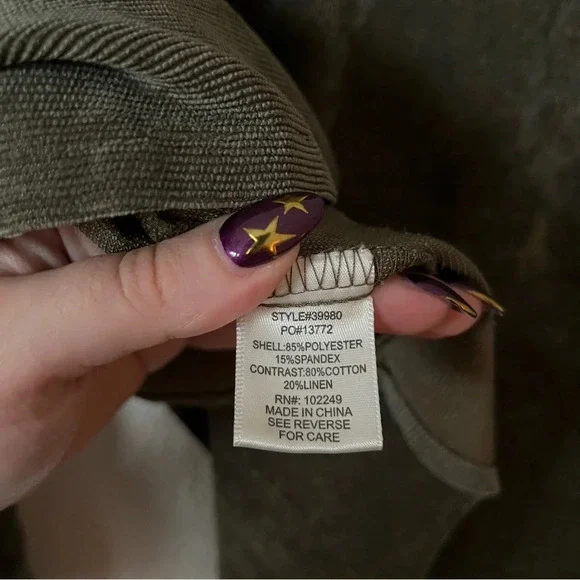 STYLE#39980
PO#13772
SHELL:85%POLYESTER
15%SPANDEX
CONTRAST:80%COTTON
20%LINEN
RN#: 102249
MADE IN CHINA
SEE REVERSE
FOR CARE